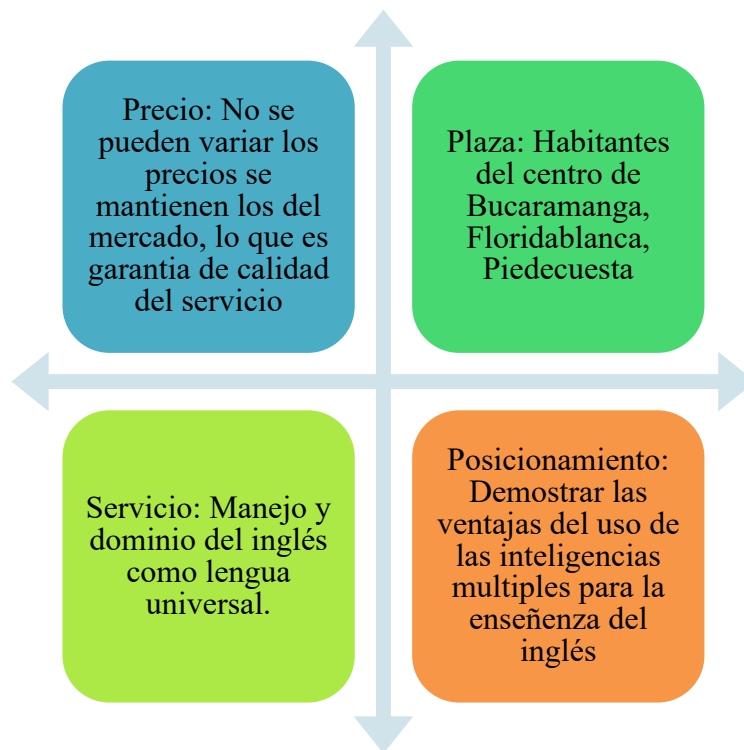 Precio: No se
pueden variar los
precios se
mantienen los del
mercado, lo que es
garantia de calidad
del servicio
Plaza: Habitantes
del centro de
Bucaramanga,
Floridablanca,
Piedecuesta
Servicio: Manejo y
dominio del inglés
como lengua
universal.
Posicionamiento:
Demostrar las
ventajas del uso de
las inteligencias
multiples para la
enseñenza del
inglés